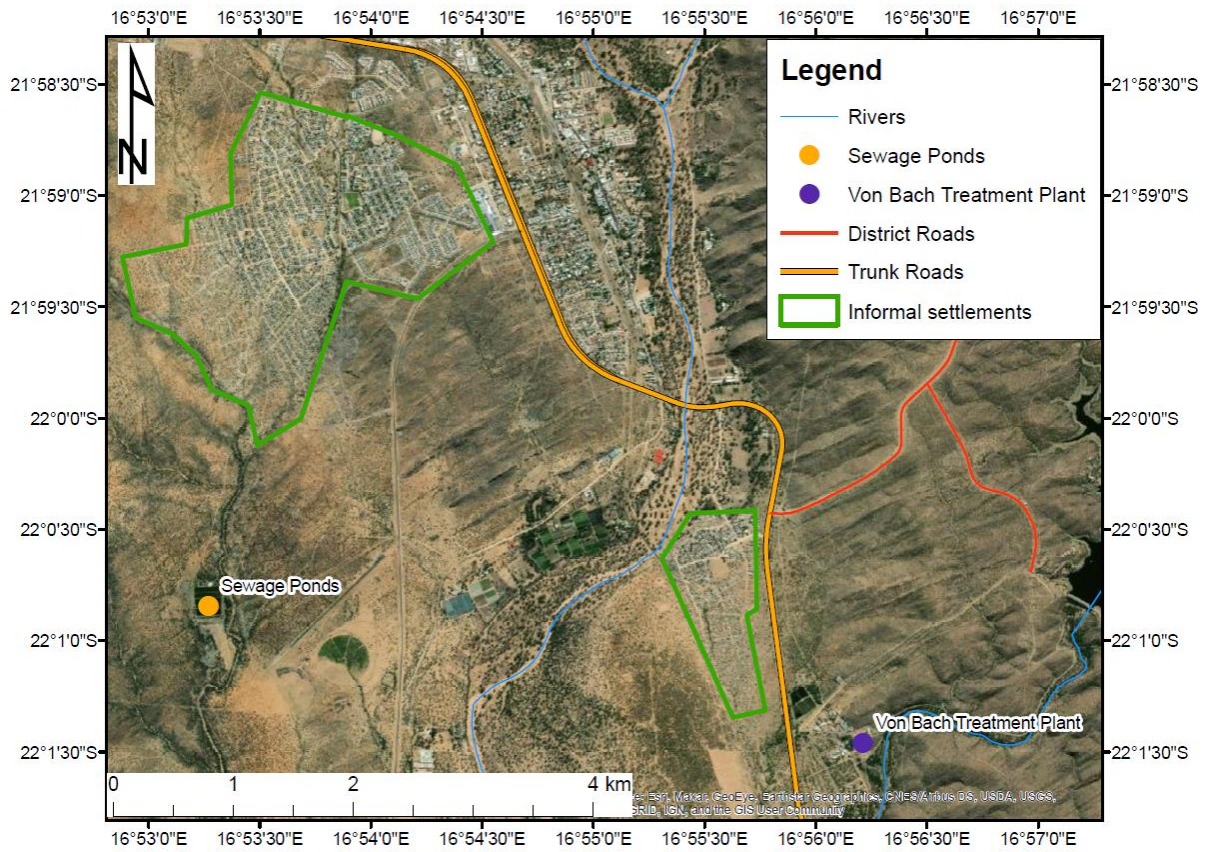 16°53'0"E 16°53'30"E 16°54'0"E 16°54'30"E 16°55'0"E 16°55'30"E 16°56'0"E 16°56'30"E 16°57'0"E
N
21°58'30"S
21°59'0"S
21°59'30"S
22°0'0"S
22°0'30"S
22°1'0"S
22°1'30"S
Legend
Rivers
Sewage Ponds
Von Bach Treatment Plant
District Roads
Trunk Roads
Informal settlements
21°58'30"S
21°59'0"S
21°59'30"S
22°0'0"S
22°0'30"S
22°1'0"S
22°1'30"S
Sewage Ponds
Von Bach Treatment Plant
0 1 2 4 km
Esri, Maxar, GeoEye, Earthstar Geographics, CNES/Airbus DS, USDA, USGS,
IGN, and the GIS User Community
16°53'0"E 16°53'30"E 16°54'0"E 16°54'30"E 16°55'0"E 16°55'30"E 16°56'0"E 16°56'30"E 16°57'0"E